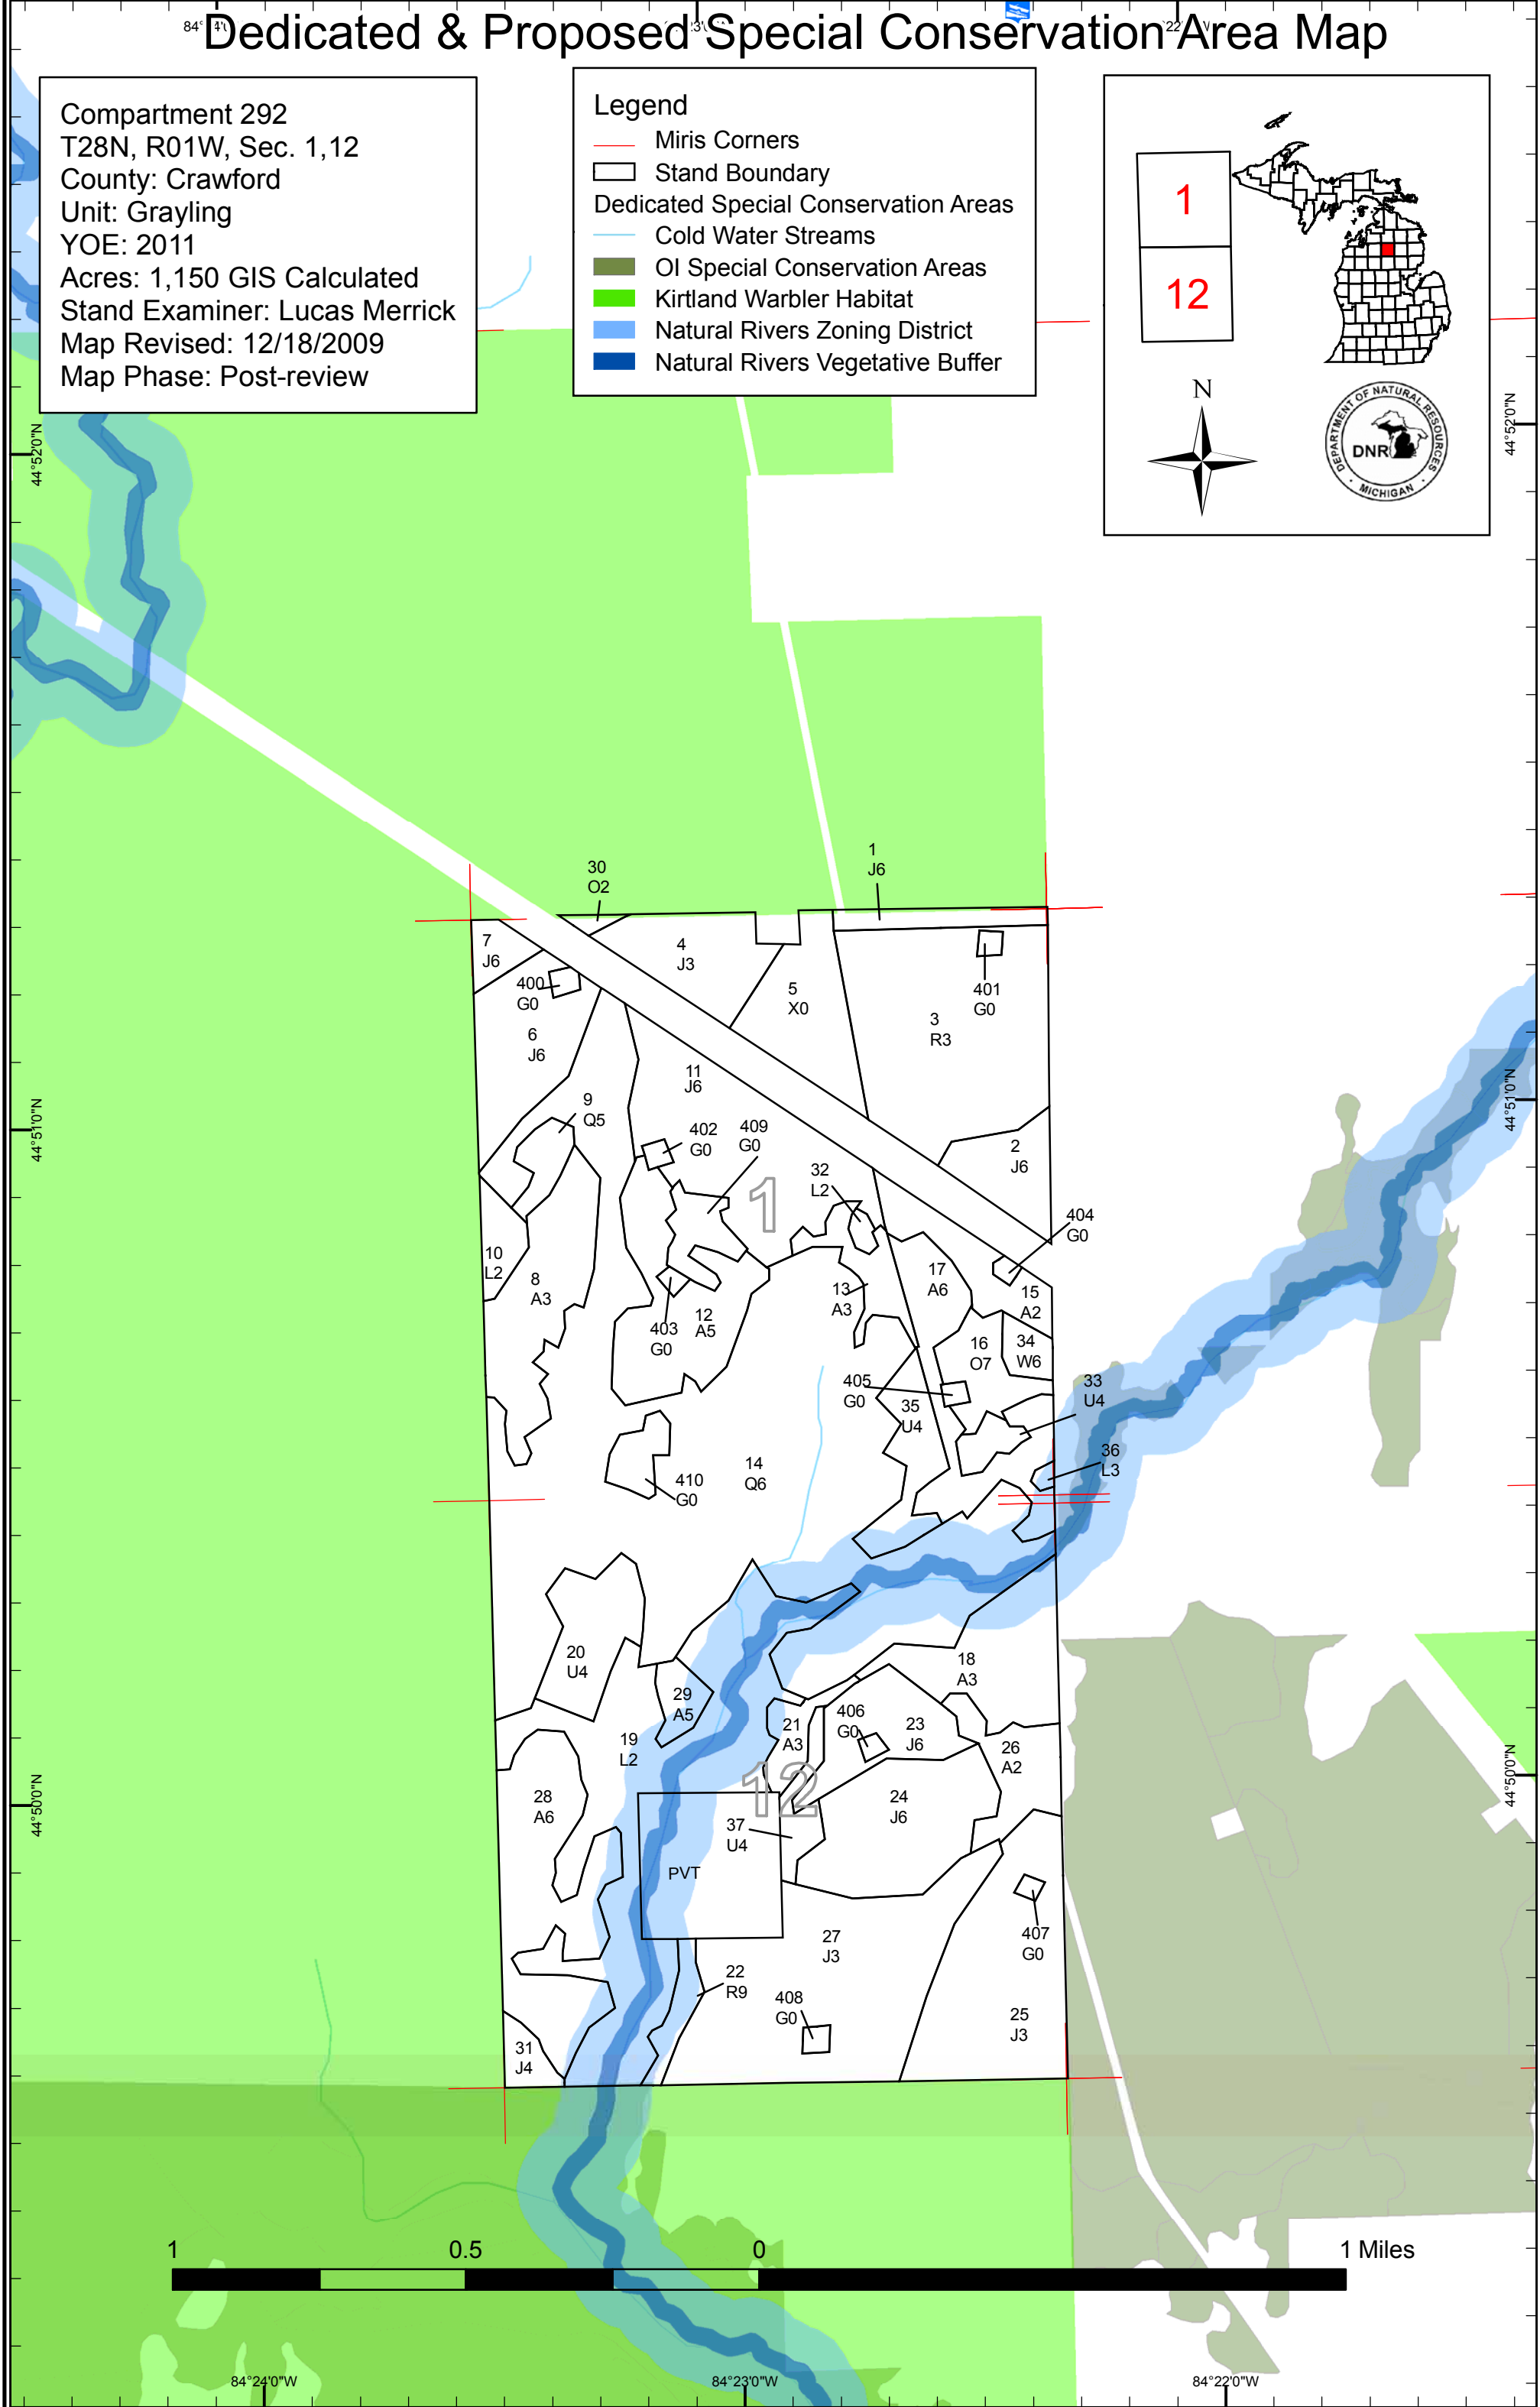 Dedicated & Proposed Special Conservation Area Map
Compartment 292
T28N, R01W, Sec. 1,12
County: Crawford
Unit: Grayling
YOE: 2011
Acres: 1,150 GIS Calculated
Stand Examiner: Lucas Merrick
Map Revised: 12/18/2009
Map Phase: Post-review
Legend
Miris Corners
Stand Boundary
Dedicated Special Conservation Areas
Cold Water Streams
OI Special Conservation Areas
Kirtland Warbler Habitat
Natural Rivers Zoning District
Natural Rivers Vegetative Buffer
1
12
N
DEPARTMENT OF NATURAL RESOURCES
DNR
MICHIGAN
44°52'0"N
44°52'0"N
30
O2
1
J6
7
J6
4
J3
400
G0
5
X0
401
G0
3
R3
6
J6
11
J6
9
Q5
402
G0
409
G0
44°51'0"N
44°51'0"N
2
J6
32
L2
1
404
G0
10
L2
8
A3
17
A6
13
A3
15
A2
12
A5
403
G0
16
O7
34
W6
405
G0
33
U4
35
U4
36
L3
14
Q6
410
G0
20
U4
18
A3
29
A5
406
G0
21
A3
23
J6
19
L2
26
A2
12
44°50'0"N
44°50'0"N
28
A6
24
J6
37
U4
PVT
27
J3
407
G0
22
R9
408
G0
25
J3
31
J4
1
0.5
0
1 Miles
84°24'0"W
84°23'0"W
84°22'0"W